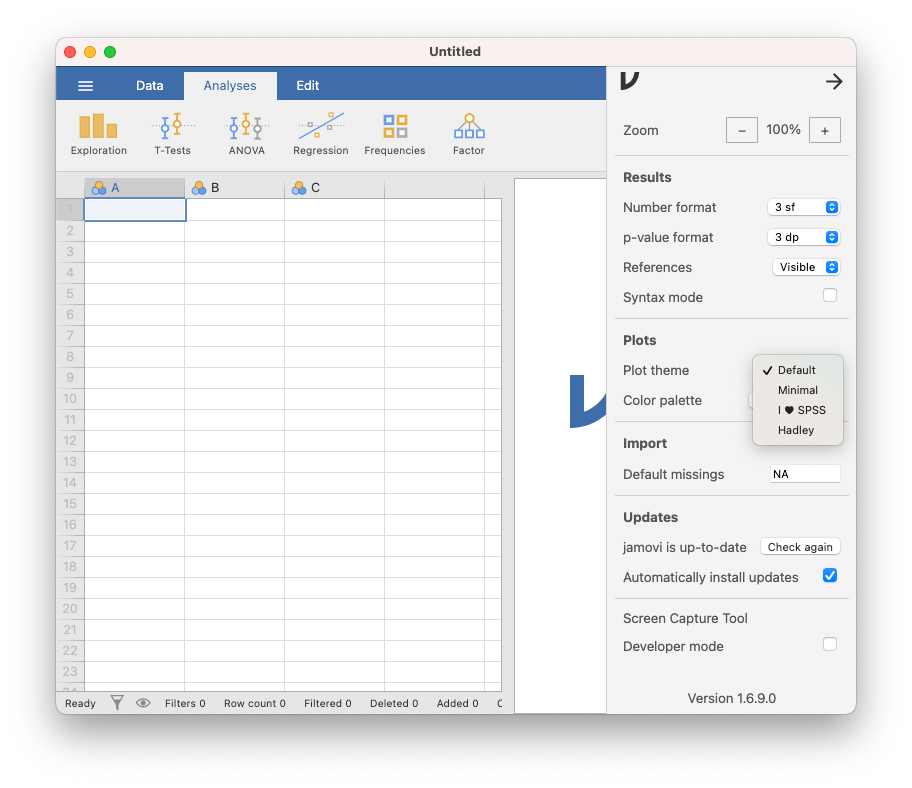 Untitled
Data Analyses Edit
Exploration T-Tests ANOVA Regression Frequencies Factor
A B C
1
2
3
4
5
6
7
8
9
10
11
12
13
14
15
16
17
18
19
20
21
22
23
24
Ready Filters 0 Row count 0 Filtered 0 Deleted 0 Added 0 C
Zoom − 100% +
Results
Number format 3 sf
p-value format 3 dp
References Visible
Syntax mode
Plots
Plot theme
Color palette
✓ Default
Minimal
I ♥ SPSS
Hadley
Import
Default missings NA
Updates
jamovi is up-to-date Check again
Automatically install updates
Screen Capture Tool
Developer mode
Version 1.6.9.0